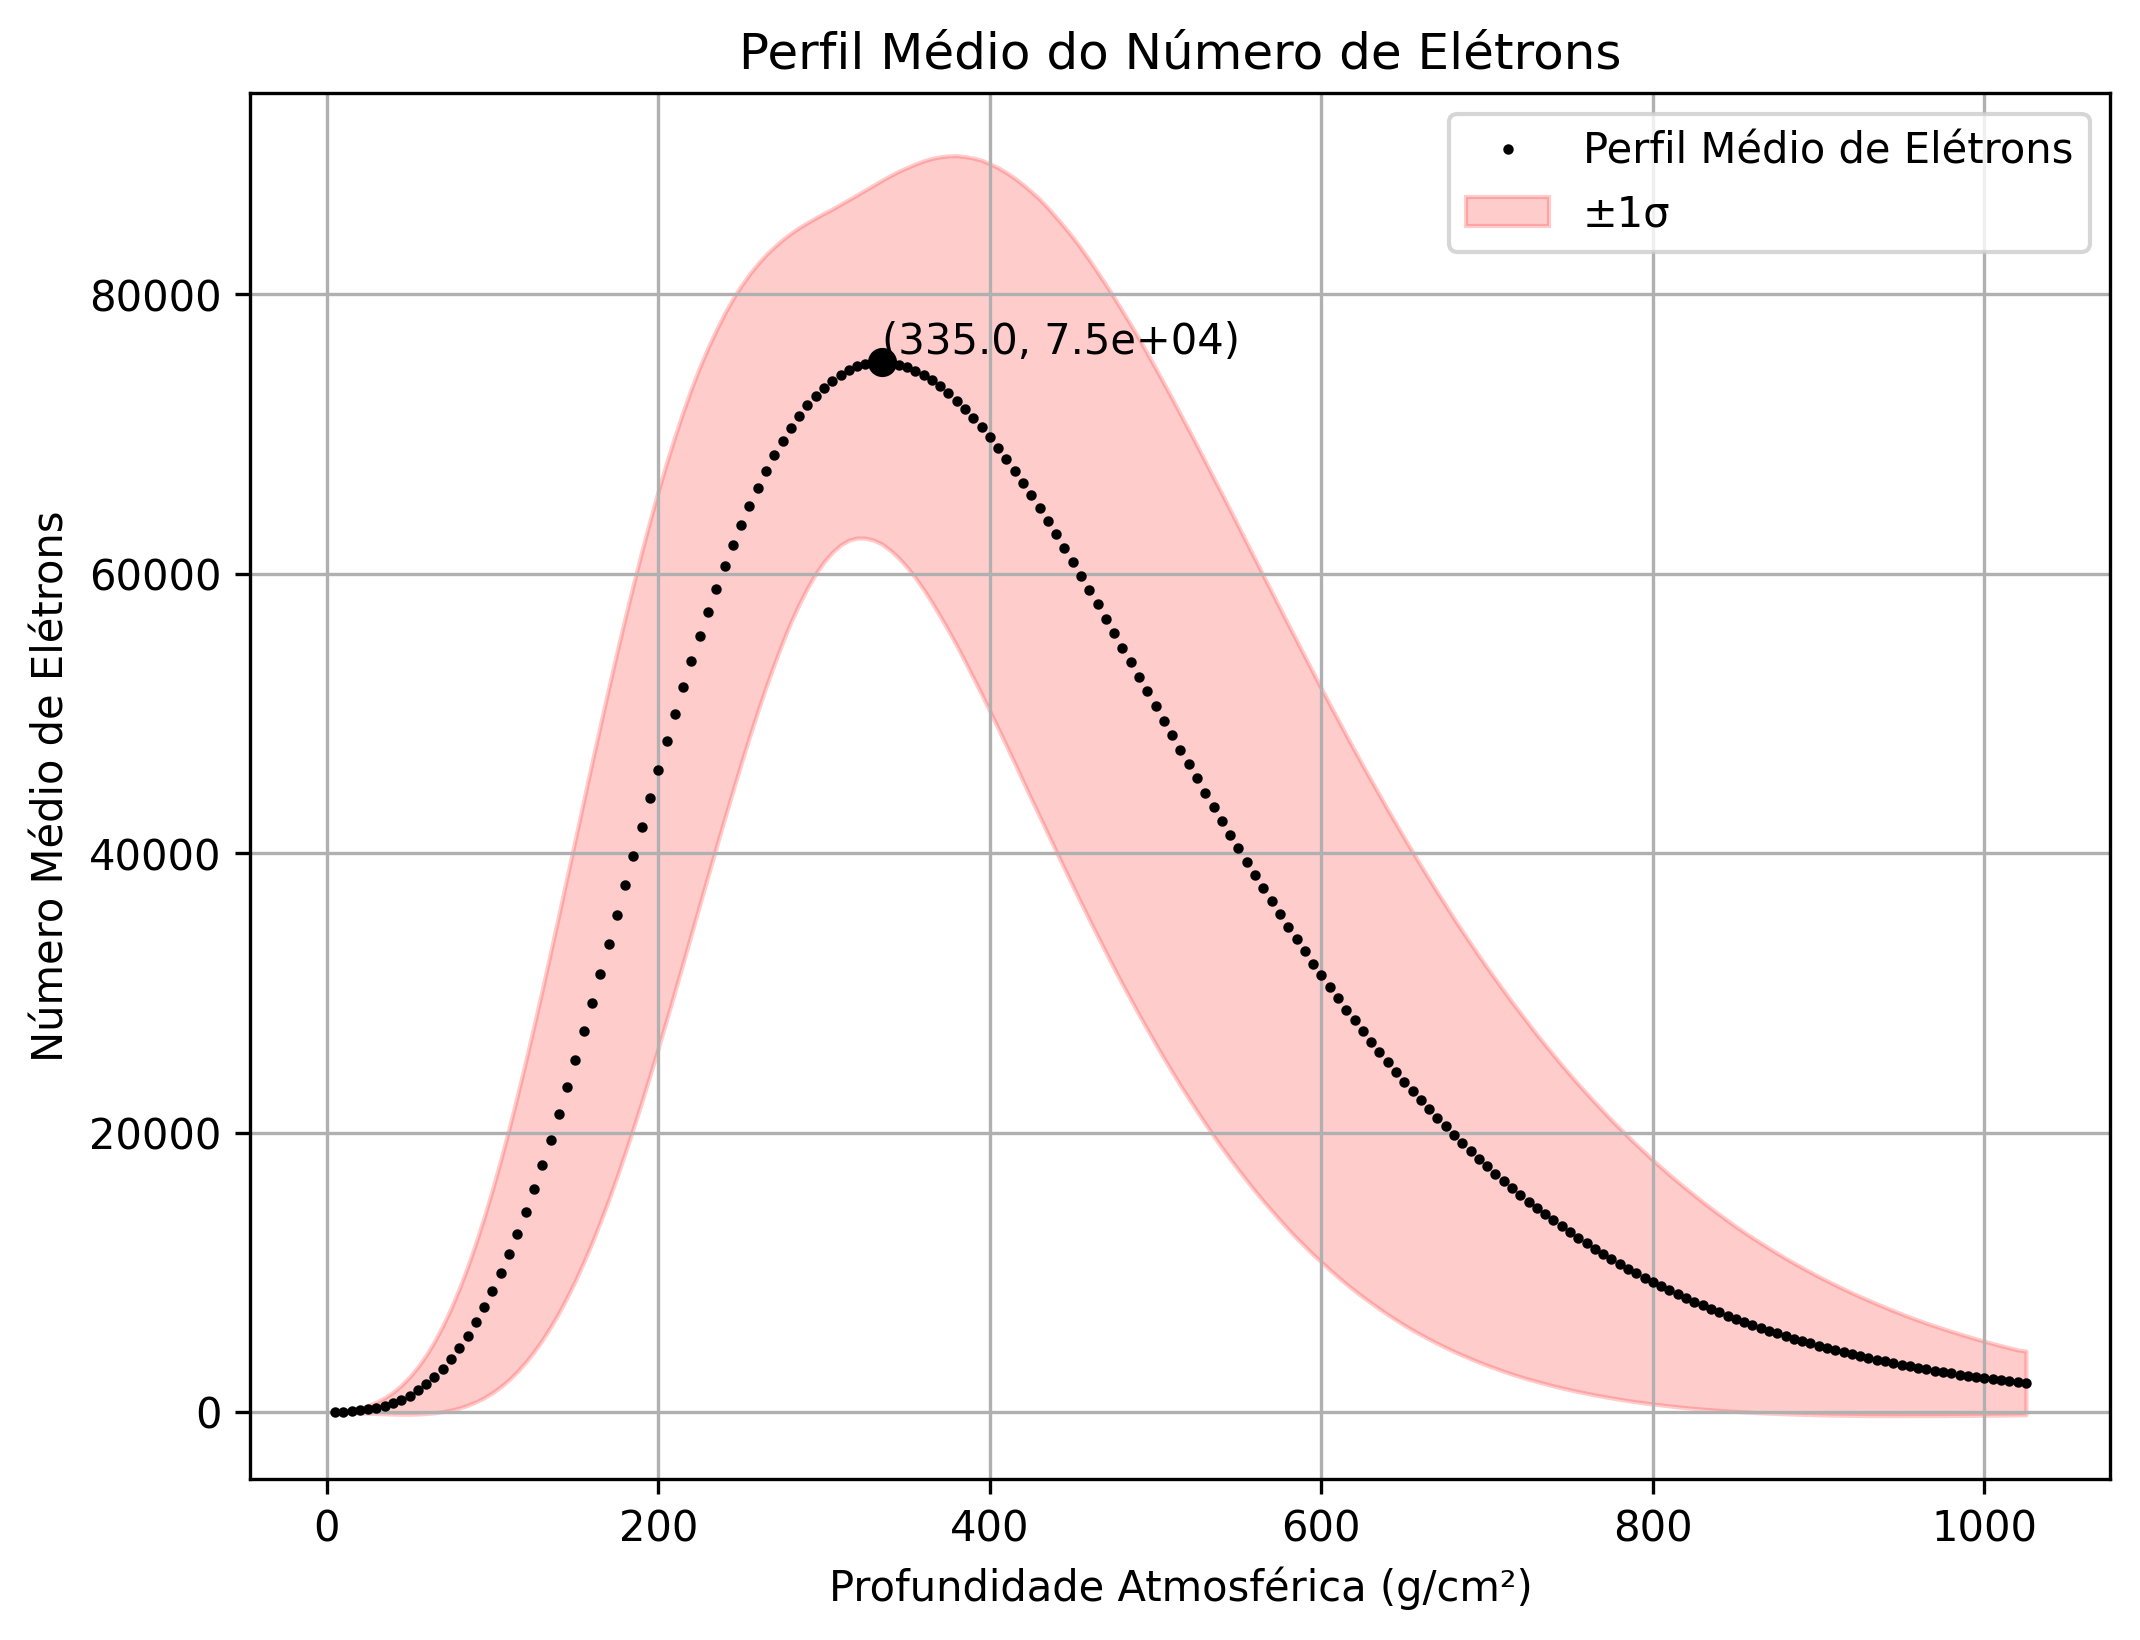 Perfil Médio do Número de Elétrons
Perfil Médio de Elétrons
±1σ
(335.0, 7.5e+04)
Número Médio de Elétrons
80000
60000
40000
20000
0
0 200 400 600 800 1000
Profundidade Atmosférica (g/cm²)